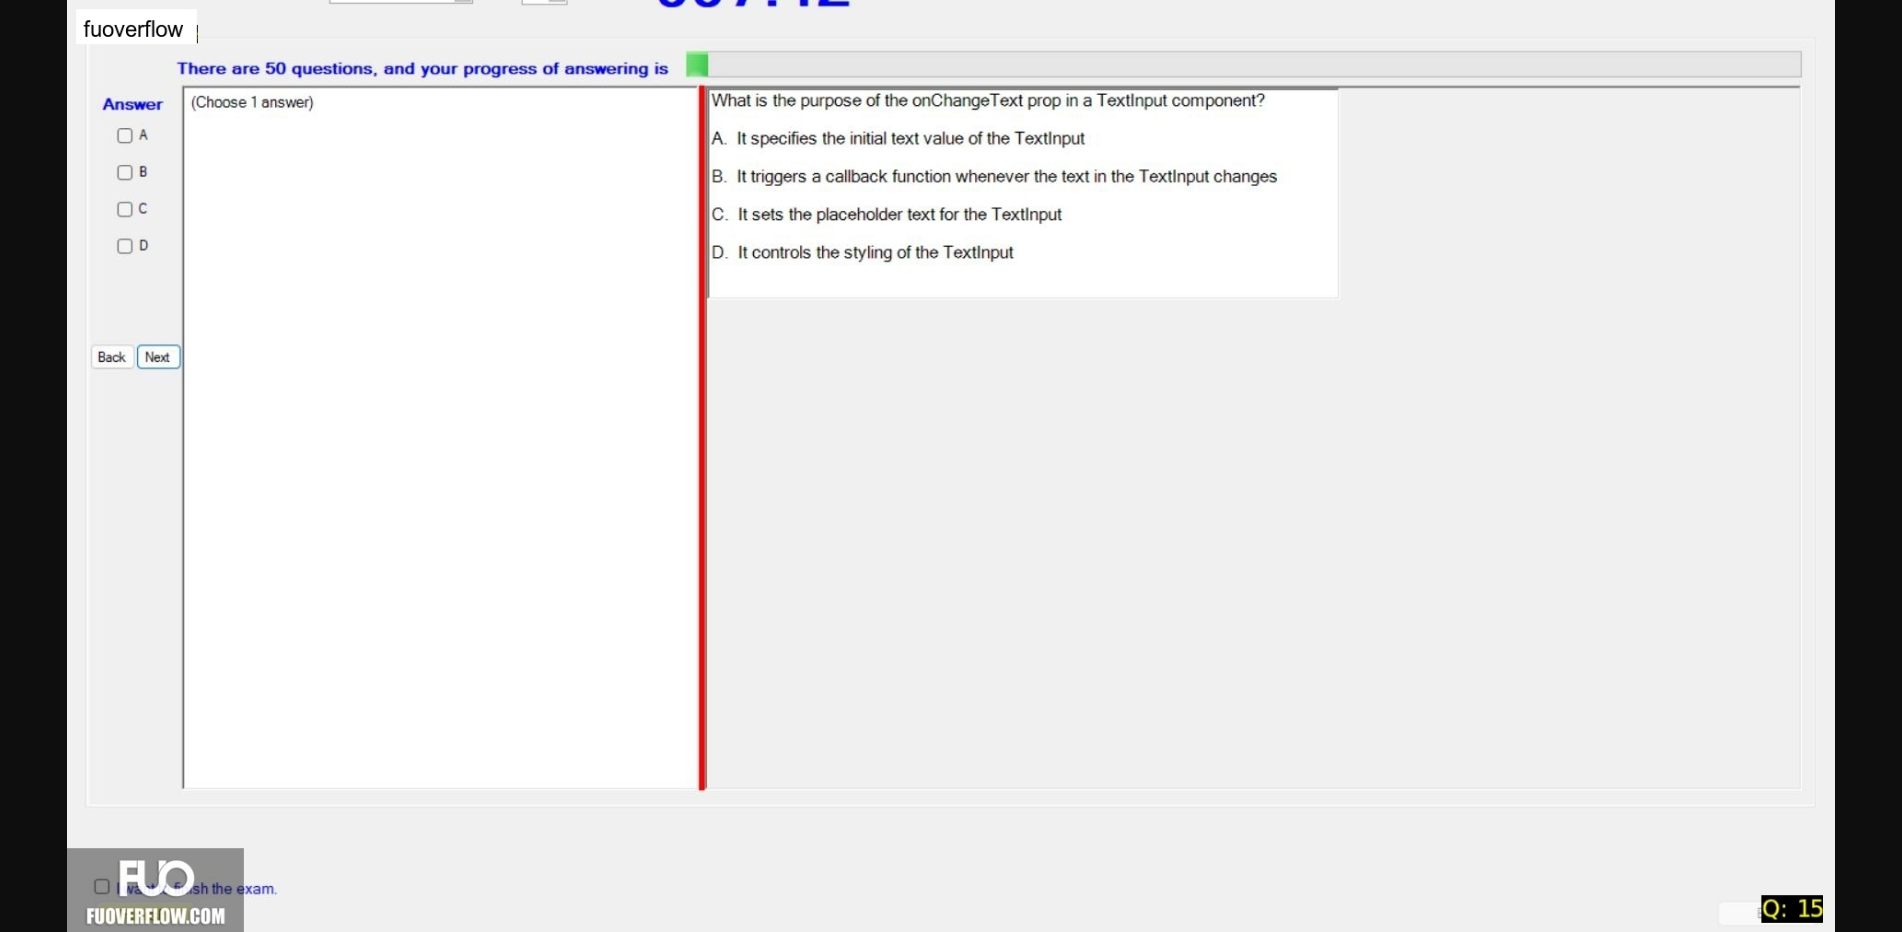 fuoverflow
There are 50 questions, and your progress of answering is
Answer
(Choose 1 answer)
A
B
C
D
Back
Next
What is the purpose of the onChangeText prop in a TextInput component?
A. It specifies the initial text value of the TextInput
B. It triggers a callback function whenever the text in the TextInput changes
C. It sets the placeholder text for the TextInput
D. It controls the styling of the TextInput
FUO
the exam.
FUOVERFLOW.COM
Q: 15